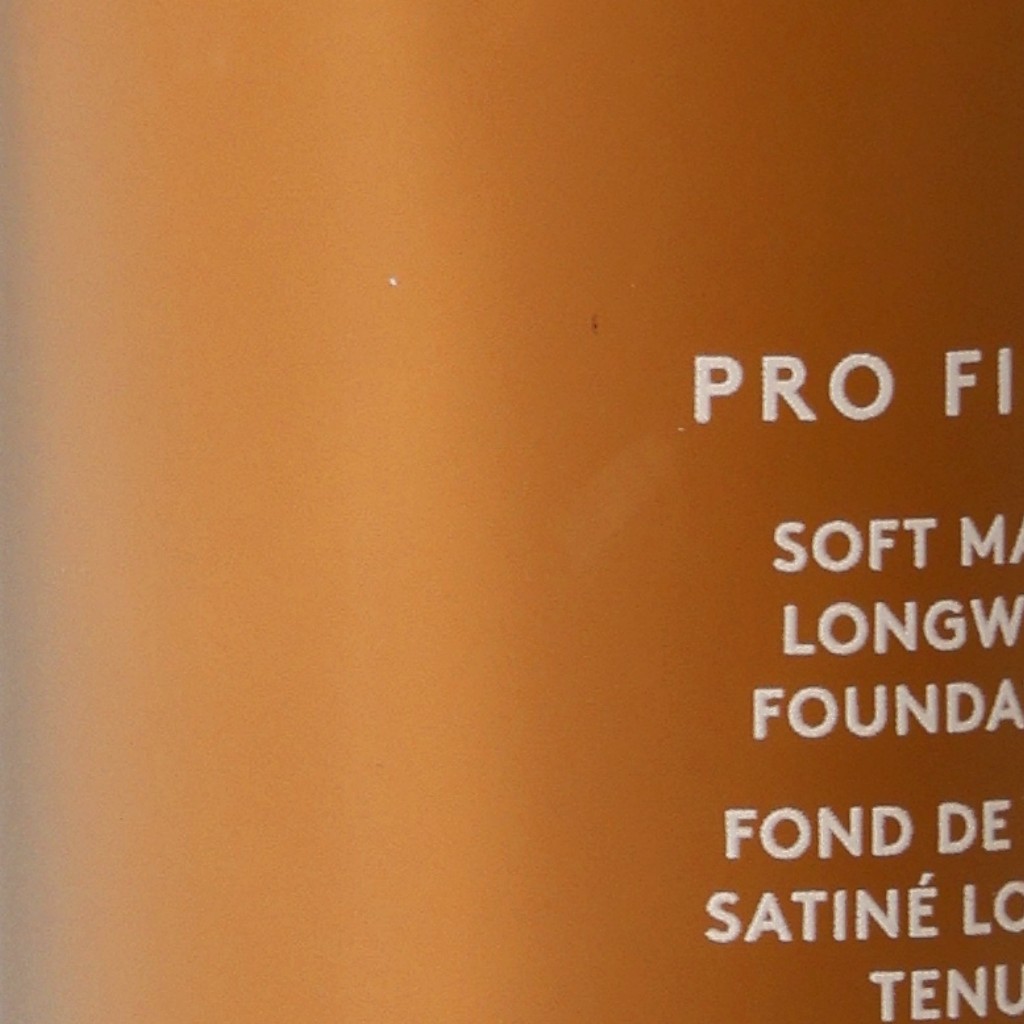 PRO FI
SOFT MA
LONGW
FOUNDA
FOND DE
SATINÉ LO
TENU